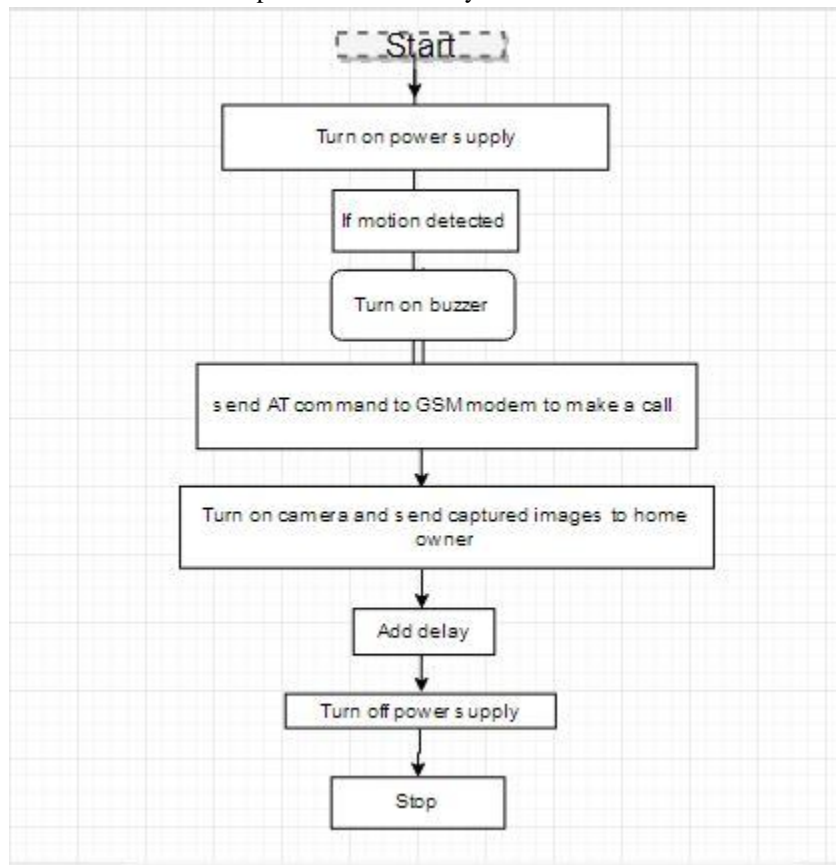 Start
Turn on power supply
If motion detected
Turn on buzzer
send AT command to GSM modem to make a call
Turn on camera and send captured images to home
owner
Add delay
Turn off power supply
Stop